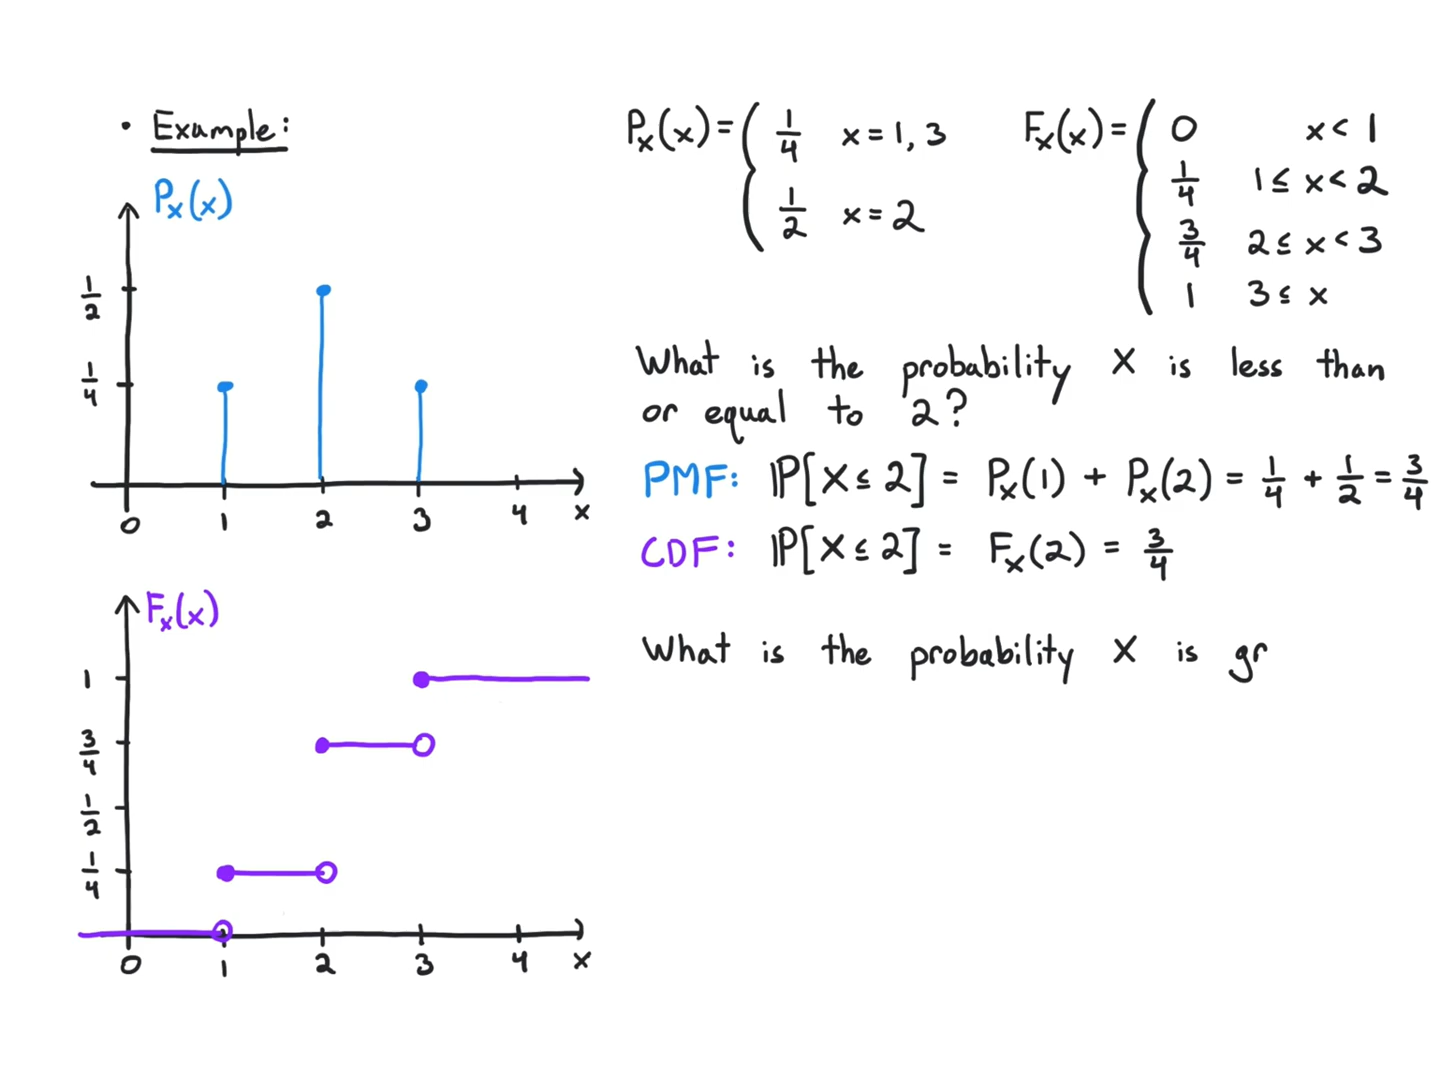 • Example:
Pₓ(x)
1/2
1/4
0 1 2 3 4 x
Fₓ(x)
1
3/4
1/2
1/4
0 1 2 3 4 x
Pₓ(x) = { 1/4 x = 1, 3
1/2 x = 2
Fₓ(x) = { 0 x < 1
1/4 1 ≤ x < 2
3/4 2 ≤ x < 3
1 3 ≤ x
What is the probability X is less than
or equal to 2?
PMF: ℙ[X ≤ 2] = Pₓ(1) + Pₓ(2) = 1/4 + 1/2 = 3/4
CDF: ℙ[X ≤ 2] = Fₓ(2) = 3/4
What is the probability X is gr